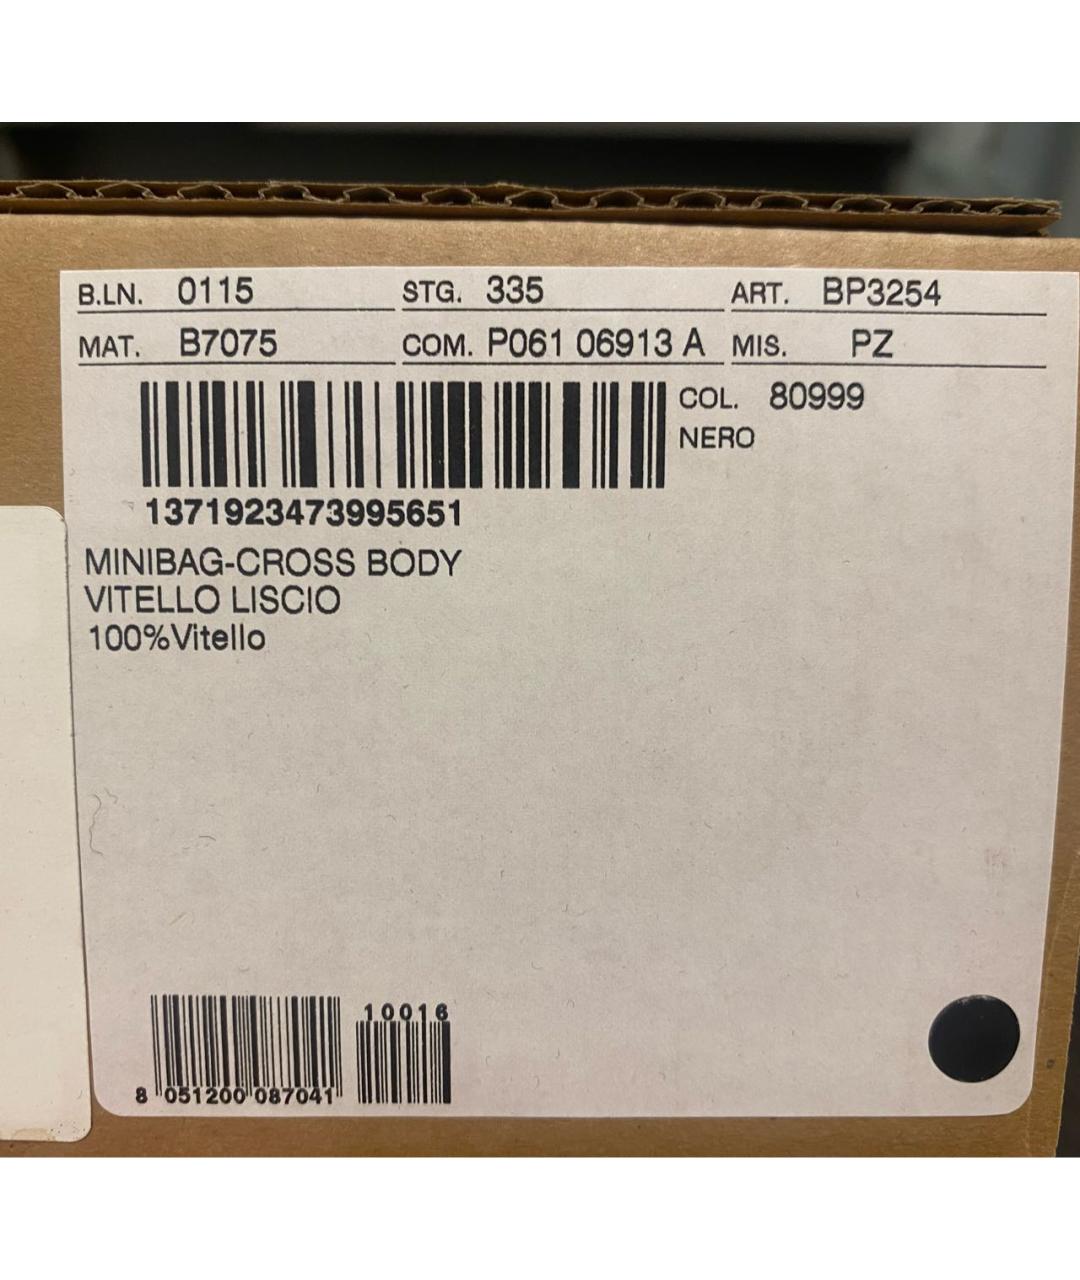 B.LN. 0115 STG. 335 ART. BP3254
MAT. B7075 COM. P061 06913 A MIS. PZ
COL. 80999
NERO
1371923473995651
MINIBAG-CROSS BODY
VITELLO LISCIO
100%Vitello
10016
8 051200 087041